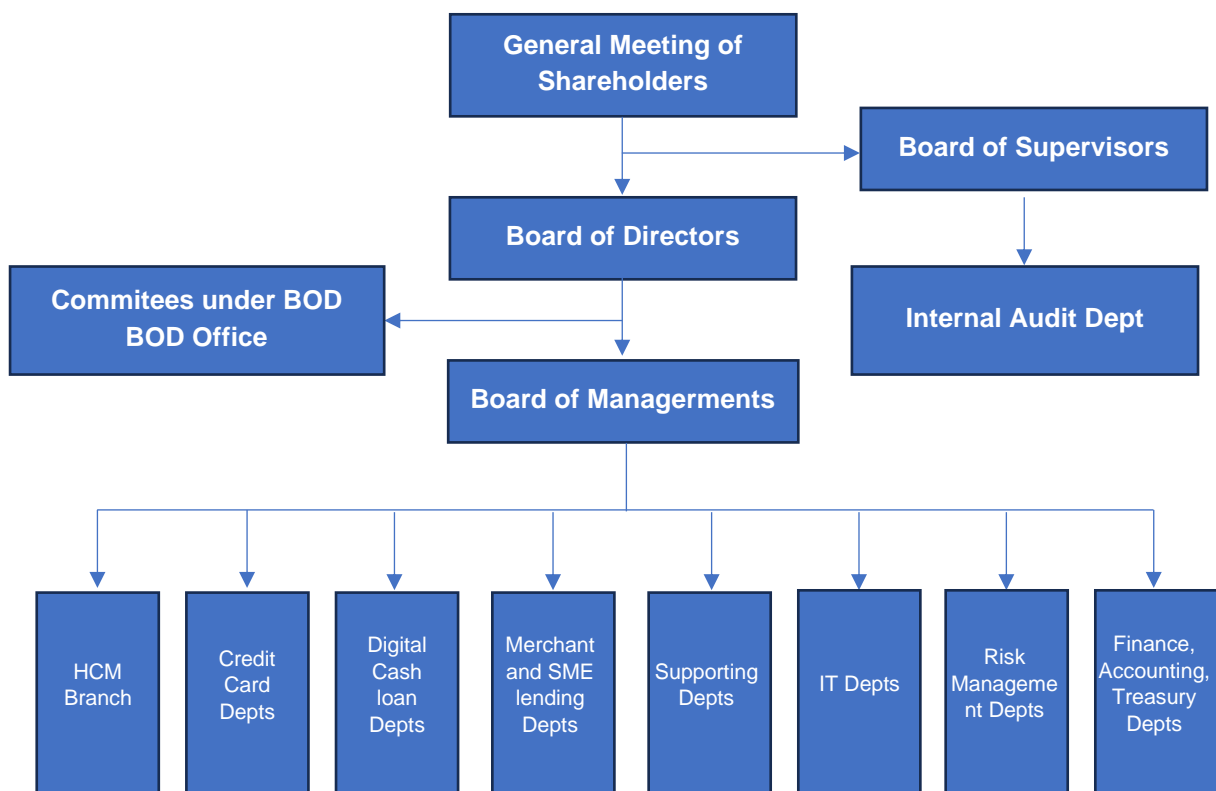 General Meeting of
Shareholders
Board of Supervisors
Board of Directors
Commitees under BOD
BOD Office
Internal Audit Dept
Board of Managerments
HCM
Branch
Credit
Card
Depts
Digital
Cash
loan
Depts
Merchant
and SME
lending
Depts
Supporting
Depts
IT Depts
Risk
Manageme
nt Depts
Finance,
Accounting,
Treasury
Depts